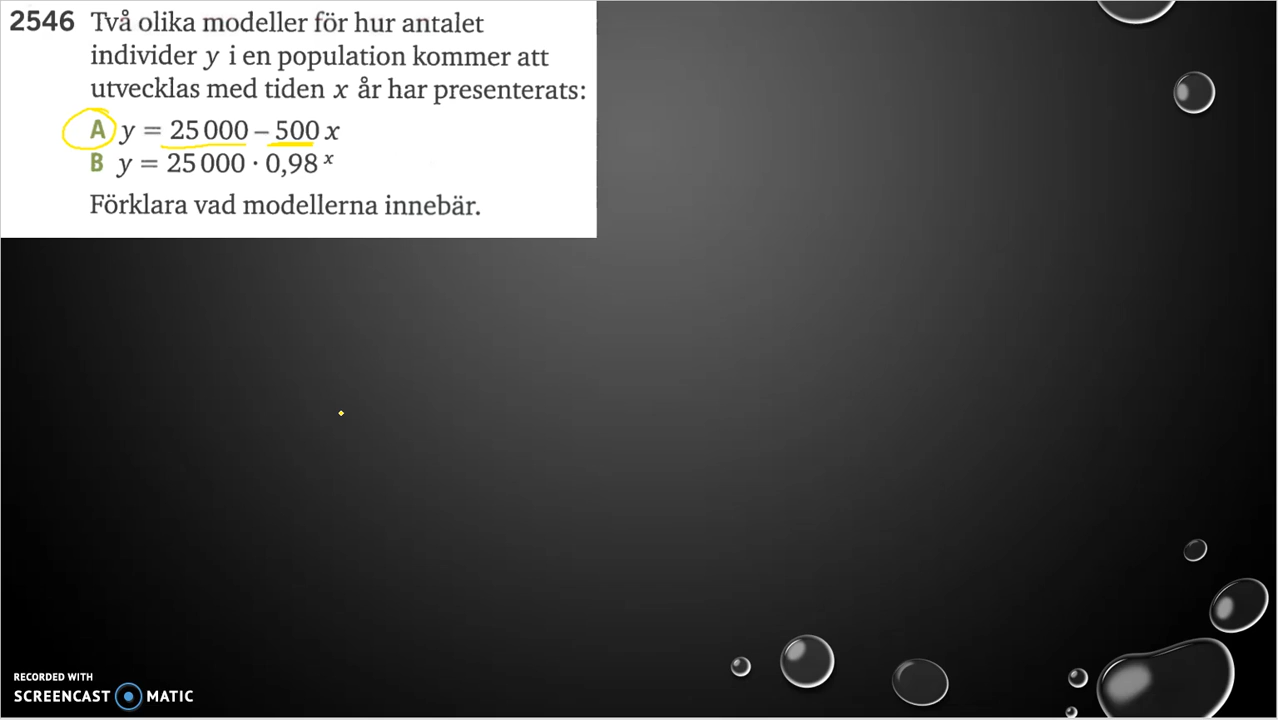 2546 Två olika modeller för hur antalet
individer y i en population kommer att
utvecklas med tiden x år har presenterats:
A y = 25 000 – 500 x
B y = 25 000 · 0,98 ˣ
Förklara vad modellerna innebär.
RECORDED WITH
SCREENCAST MATIC